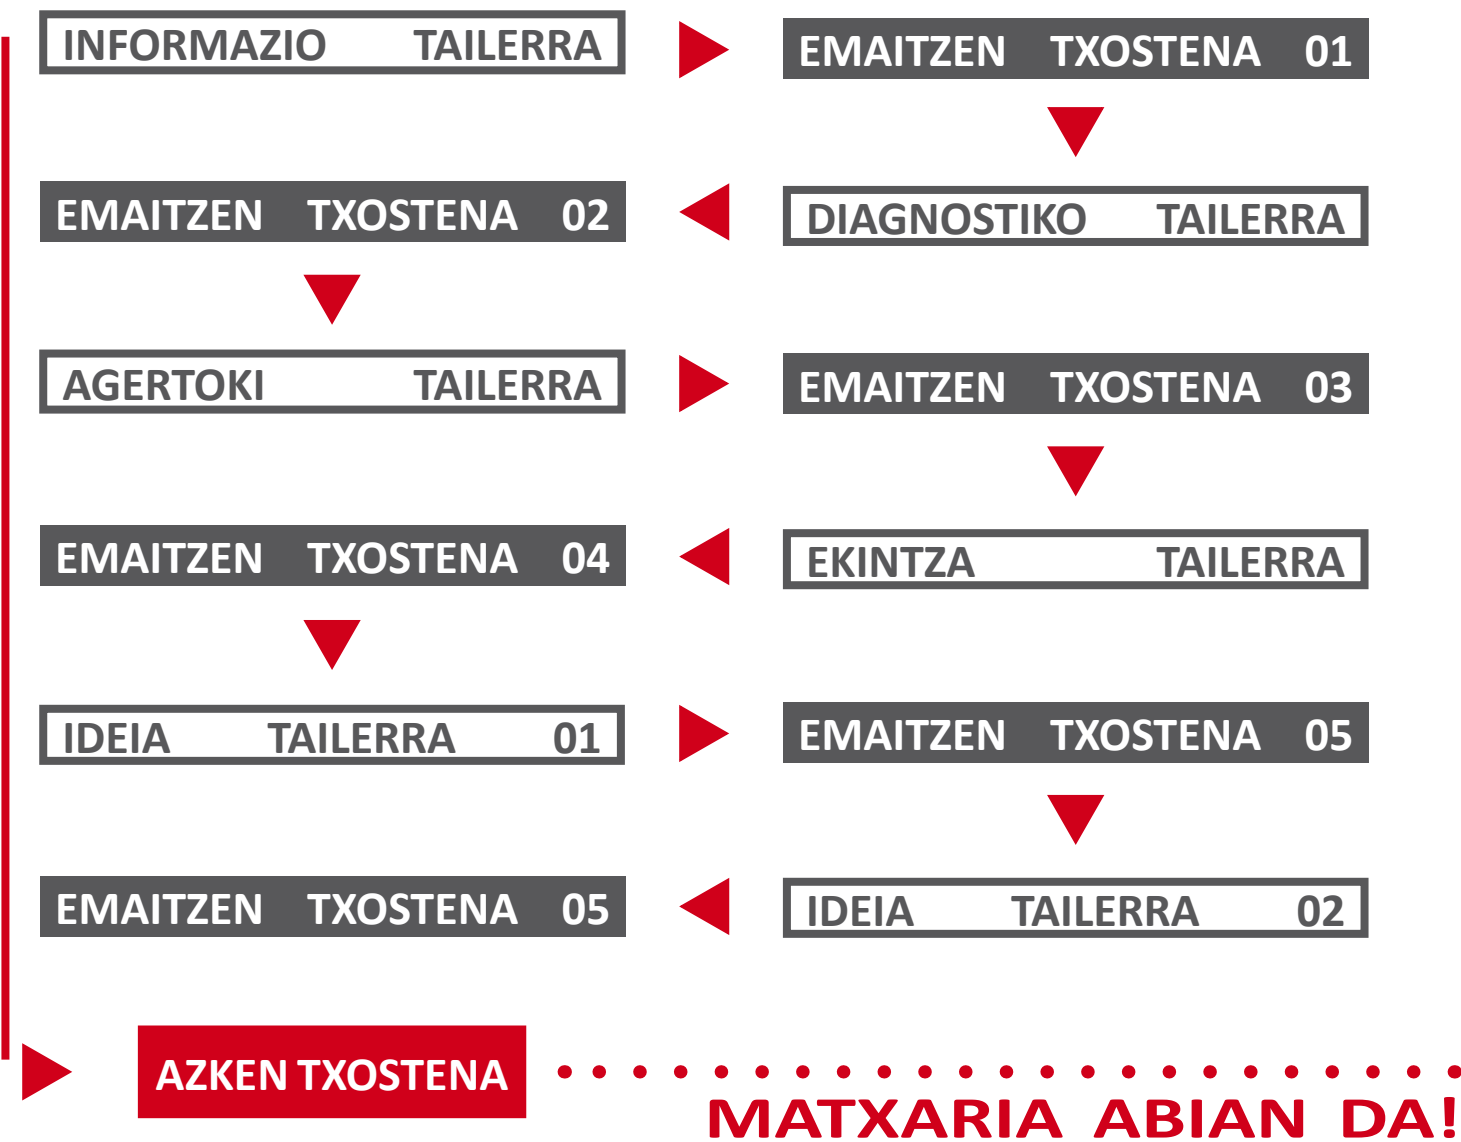 INFORMAZIO TAILERRA
EMAITZEN TXOSTENA 01
EMAITZEN TXOSTENA 02
DIAGNOSTIKO TAILERRA
AGERTOKI TAILERRA
EMAITZEN TXOSTENA 03
EMAITZEN TXOSTENA 04
EKINTZA TAILERRA
IDEIA TAILERRA 01
EMAITZEN TXOSTENA 05
EMAITZEN TXOSTENA 05
IDEIA TAILERRA 02
AZKEN TXOSTENA
MATXARIA ABIAN DA!